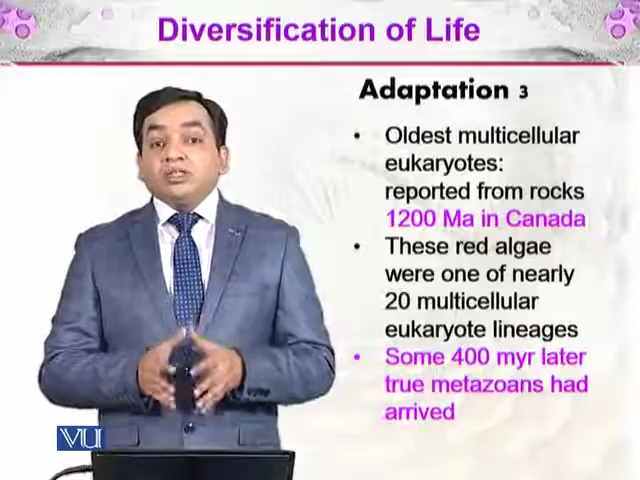 Diversification of Life
Adaptation 3
• Oldest multicellular
eukaryotes:
reported from rocks
1200 Ma in Canada
• These red algae
were one of nearly
20 multicellular
eukaryote lineages
• Some 400 myr later
true metazoans had
arrived
VU